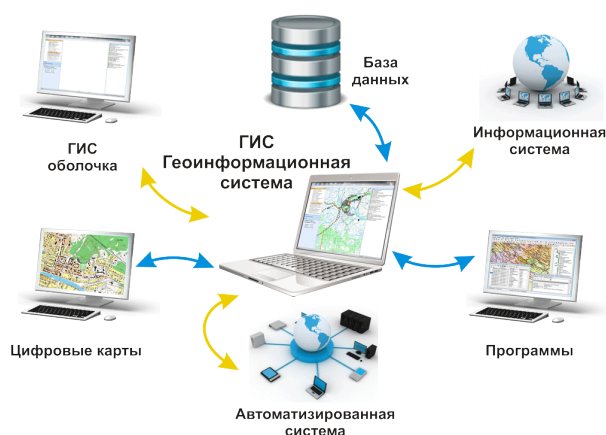 База
данных
ГИС
Геоинформационная
система
Информационная
система
ГИС
оболочка
Цифровые карты
Программы
Автоматизированная
система